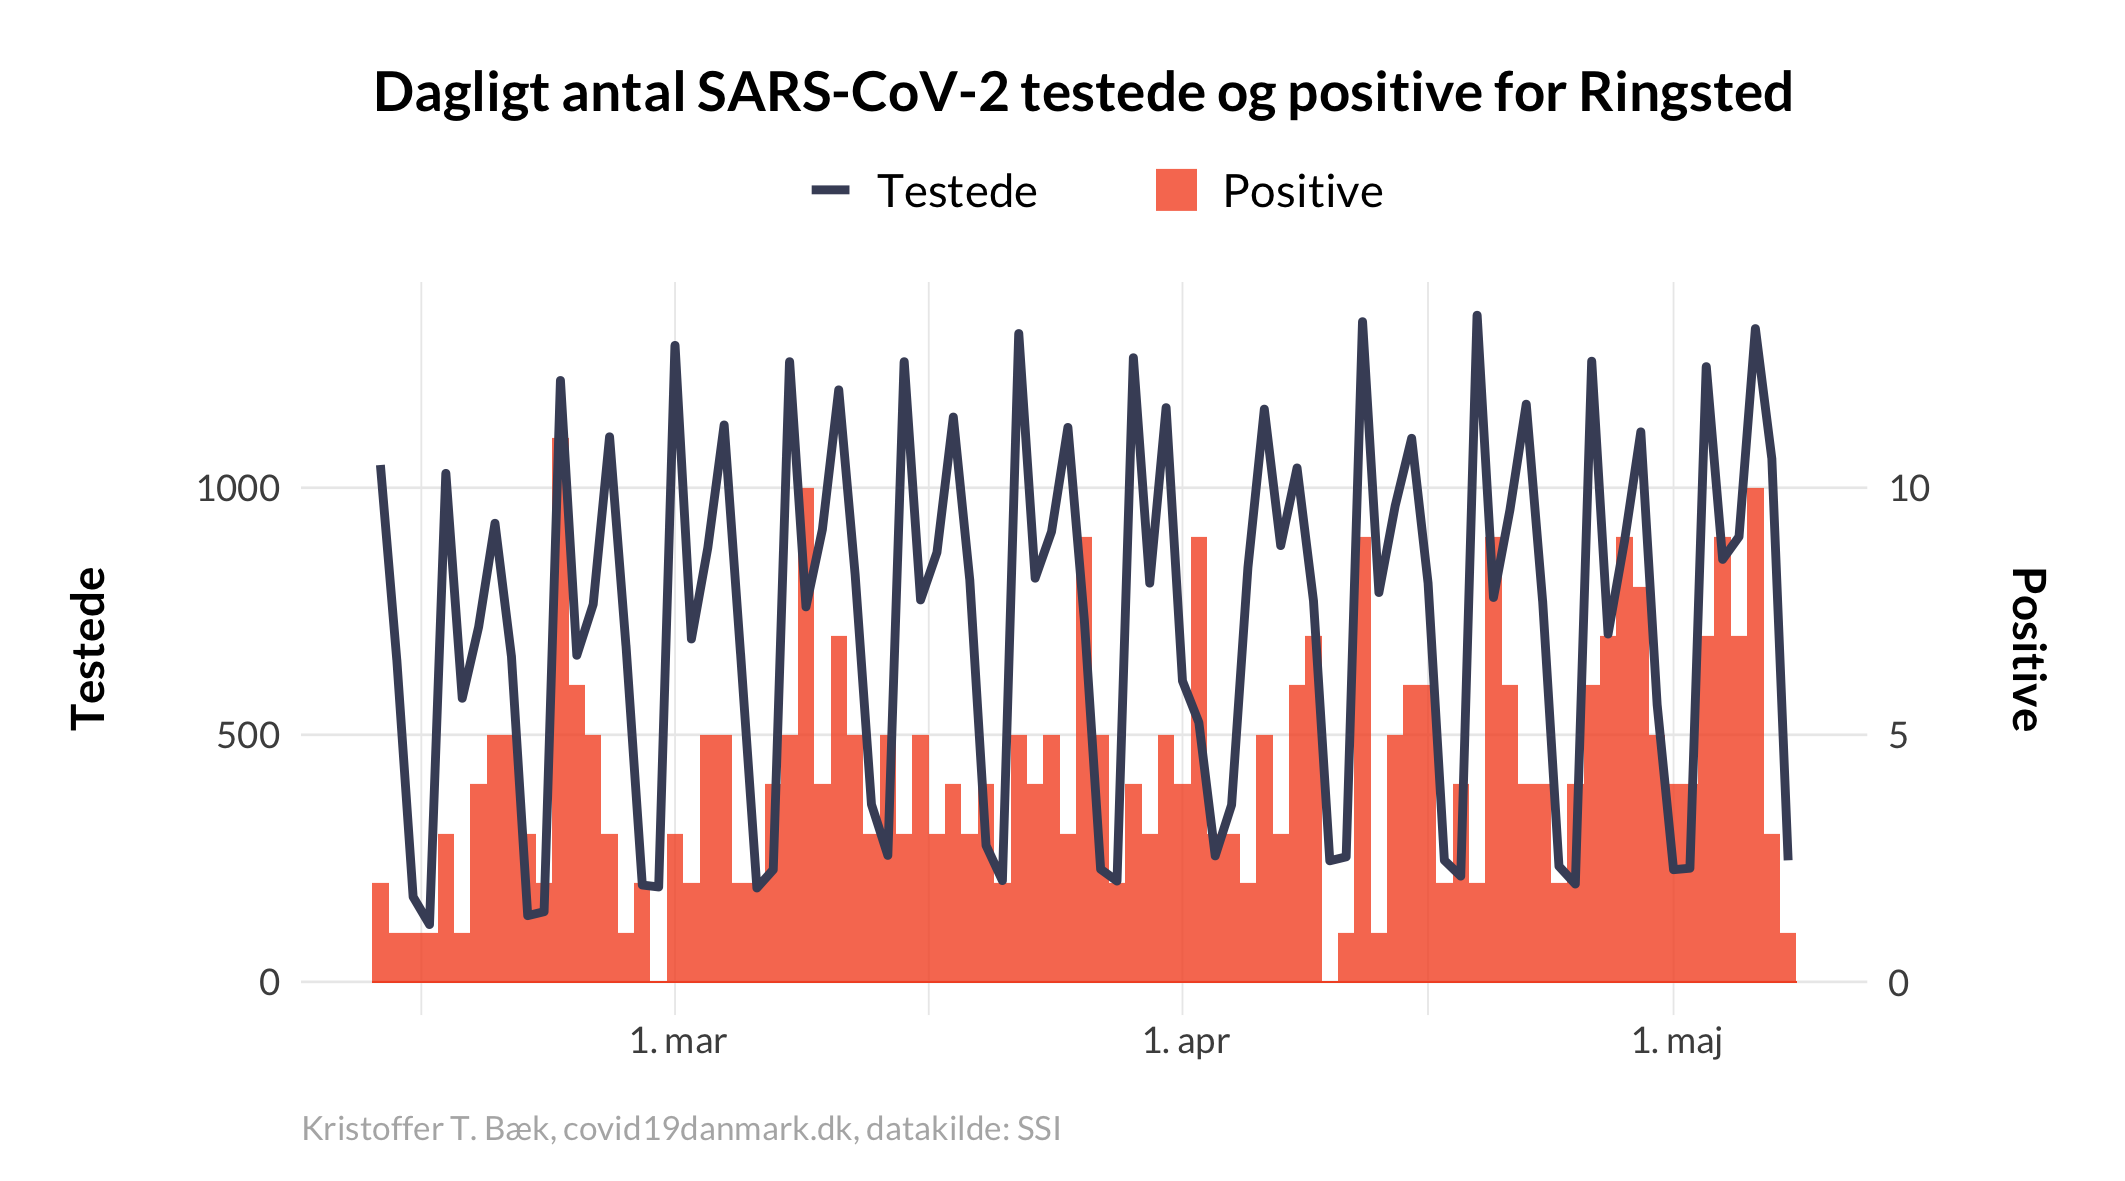 Dagligt antal SARS-CoV-2 testede og positive for Ringsted
Testede
Positive
1000
500
0
10
5
0
Testede
Positive
1. mar
1. apr
1. maj
Kristoffer T. Bæk, covid19danmark.dk, datakilde: SSI